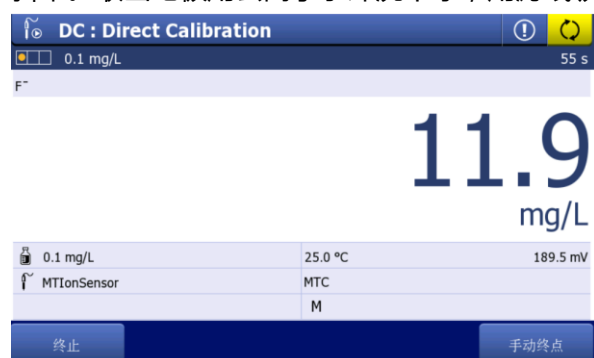 DC : Direct Calibration
0.1 mg/L 55 s
F⁻
11.9
mg/L
0.1 mg/L 25.0 °C 189.5 mV
MTIonSensor MTC
M
终止 手动终点